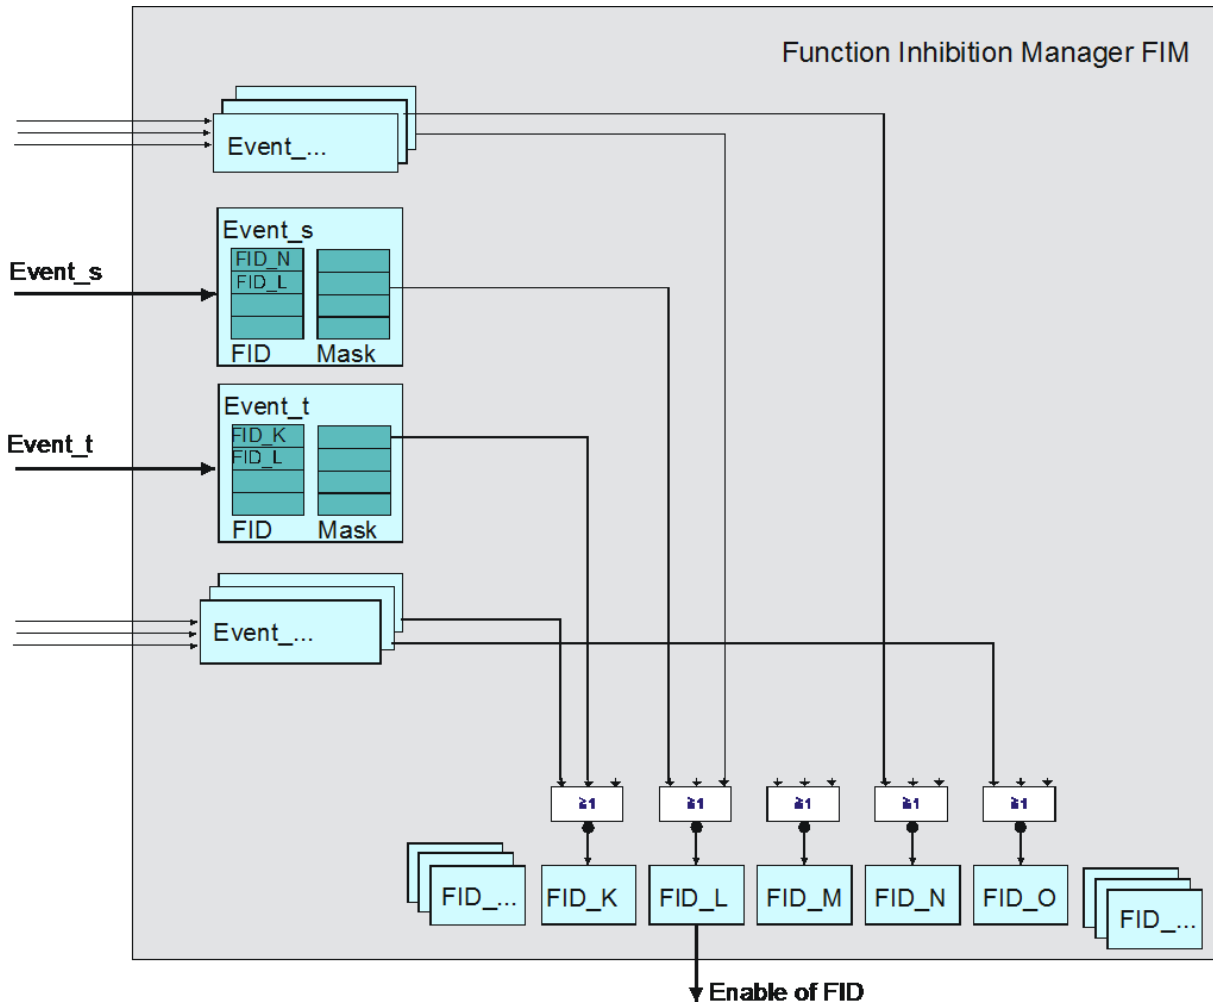 Function Inhibition Manager FIM
Event_...
Event_s
Event_s
FID_N
FID_L
FID Mask
Event_t
Event_t
FID_K
FID_L
FID Mask
Event_...
≧1 ≧1 ≧1 ≧1 ≧1
FID_... FID_K FID_L FID_M FID_N FID_O FID_...
Enable of FID